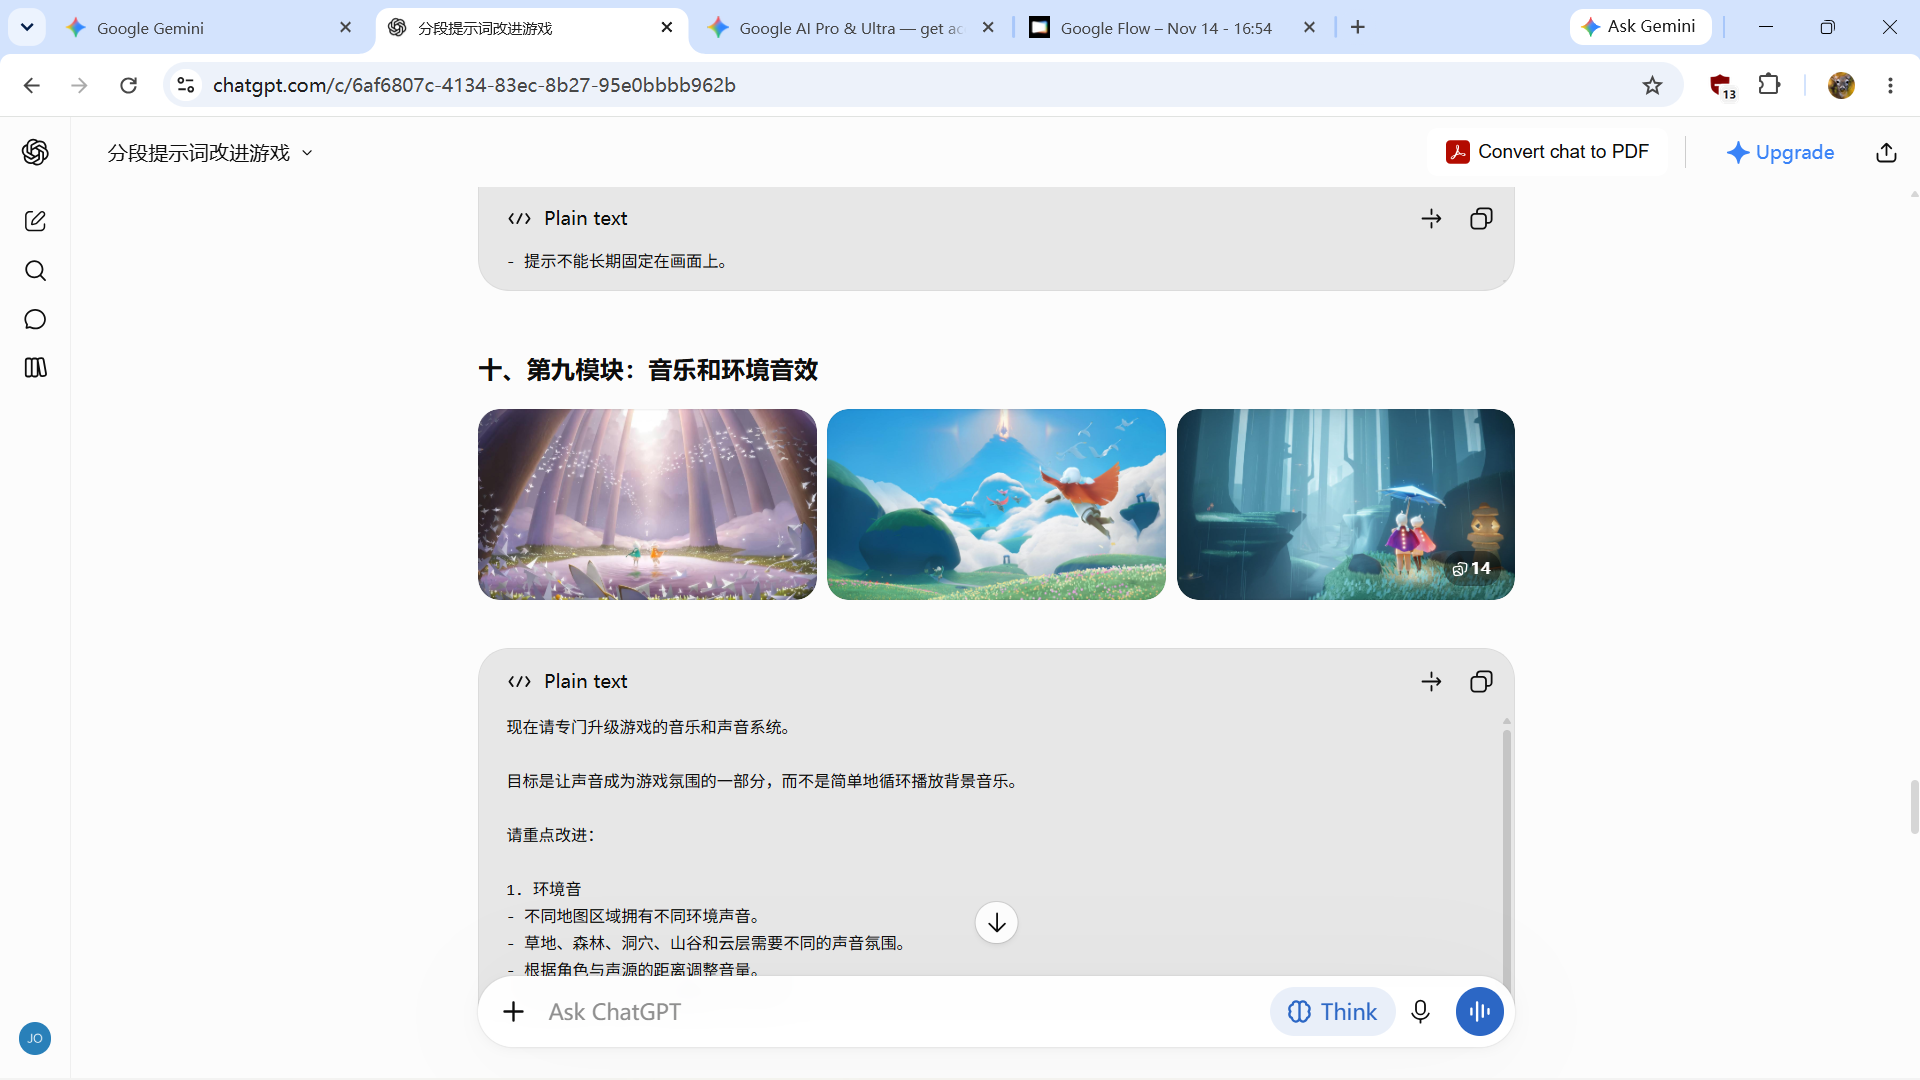 Google Gemini
分段提示词改进游戏
Google AI Pro & Ultra — get ac
Google Flow – Nov 14 - 16:54
Ask Gemini
chatgpt.com/c/6af6807c-4134-83ec-8b27-95e0bbbb962b
13
分段提示词改进游戏
Convert chat to PDF
Upgrade
Plain text
- 提示不能长期固定在画面上。
十、第九模块：音乐和环境音效
14
Plain text
现在请专门升级游戏的音乐和声音系统。
目标是让声音成为游戏氛围的一部分，而不是简单地循环播放背景音乐。
请重点改进：
1. 环境音
- 不同地图区域拥有不同环境声音。
- 草地、森林、洞穴、山谷和云层需要不同的声音氛围。
- 根据角色与声源的距离调整音量。
Ask ChatGPT
Think
JO